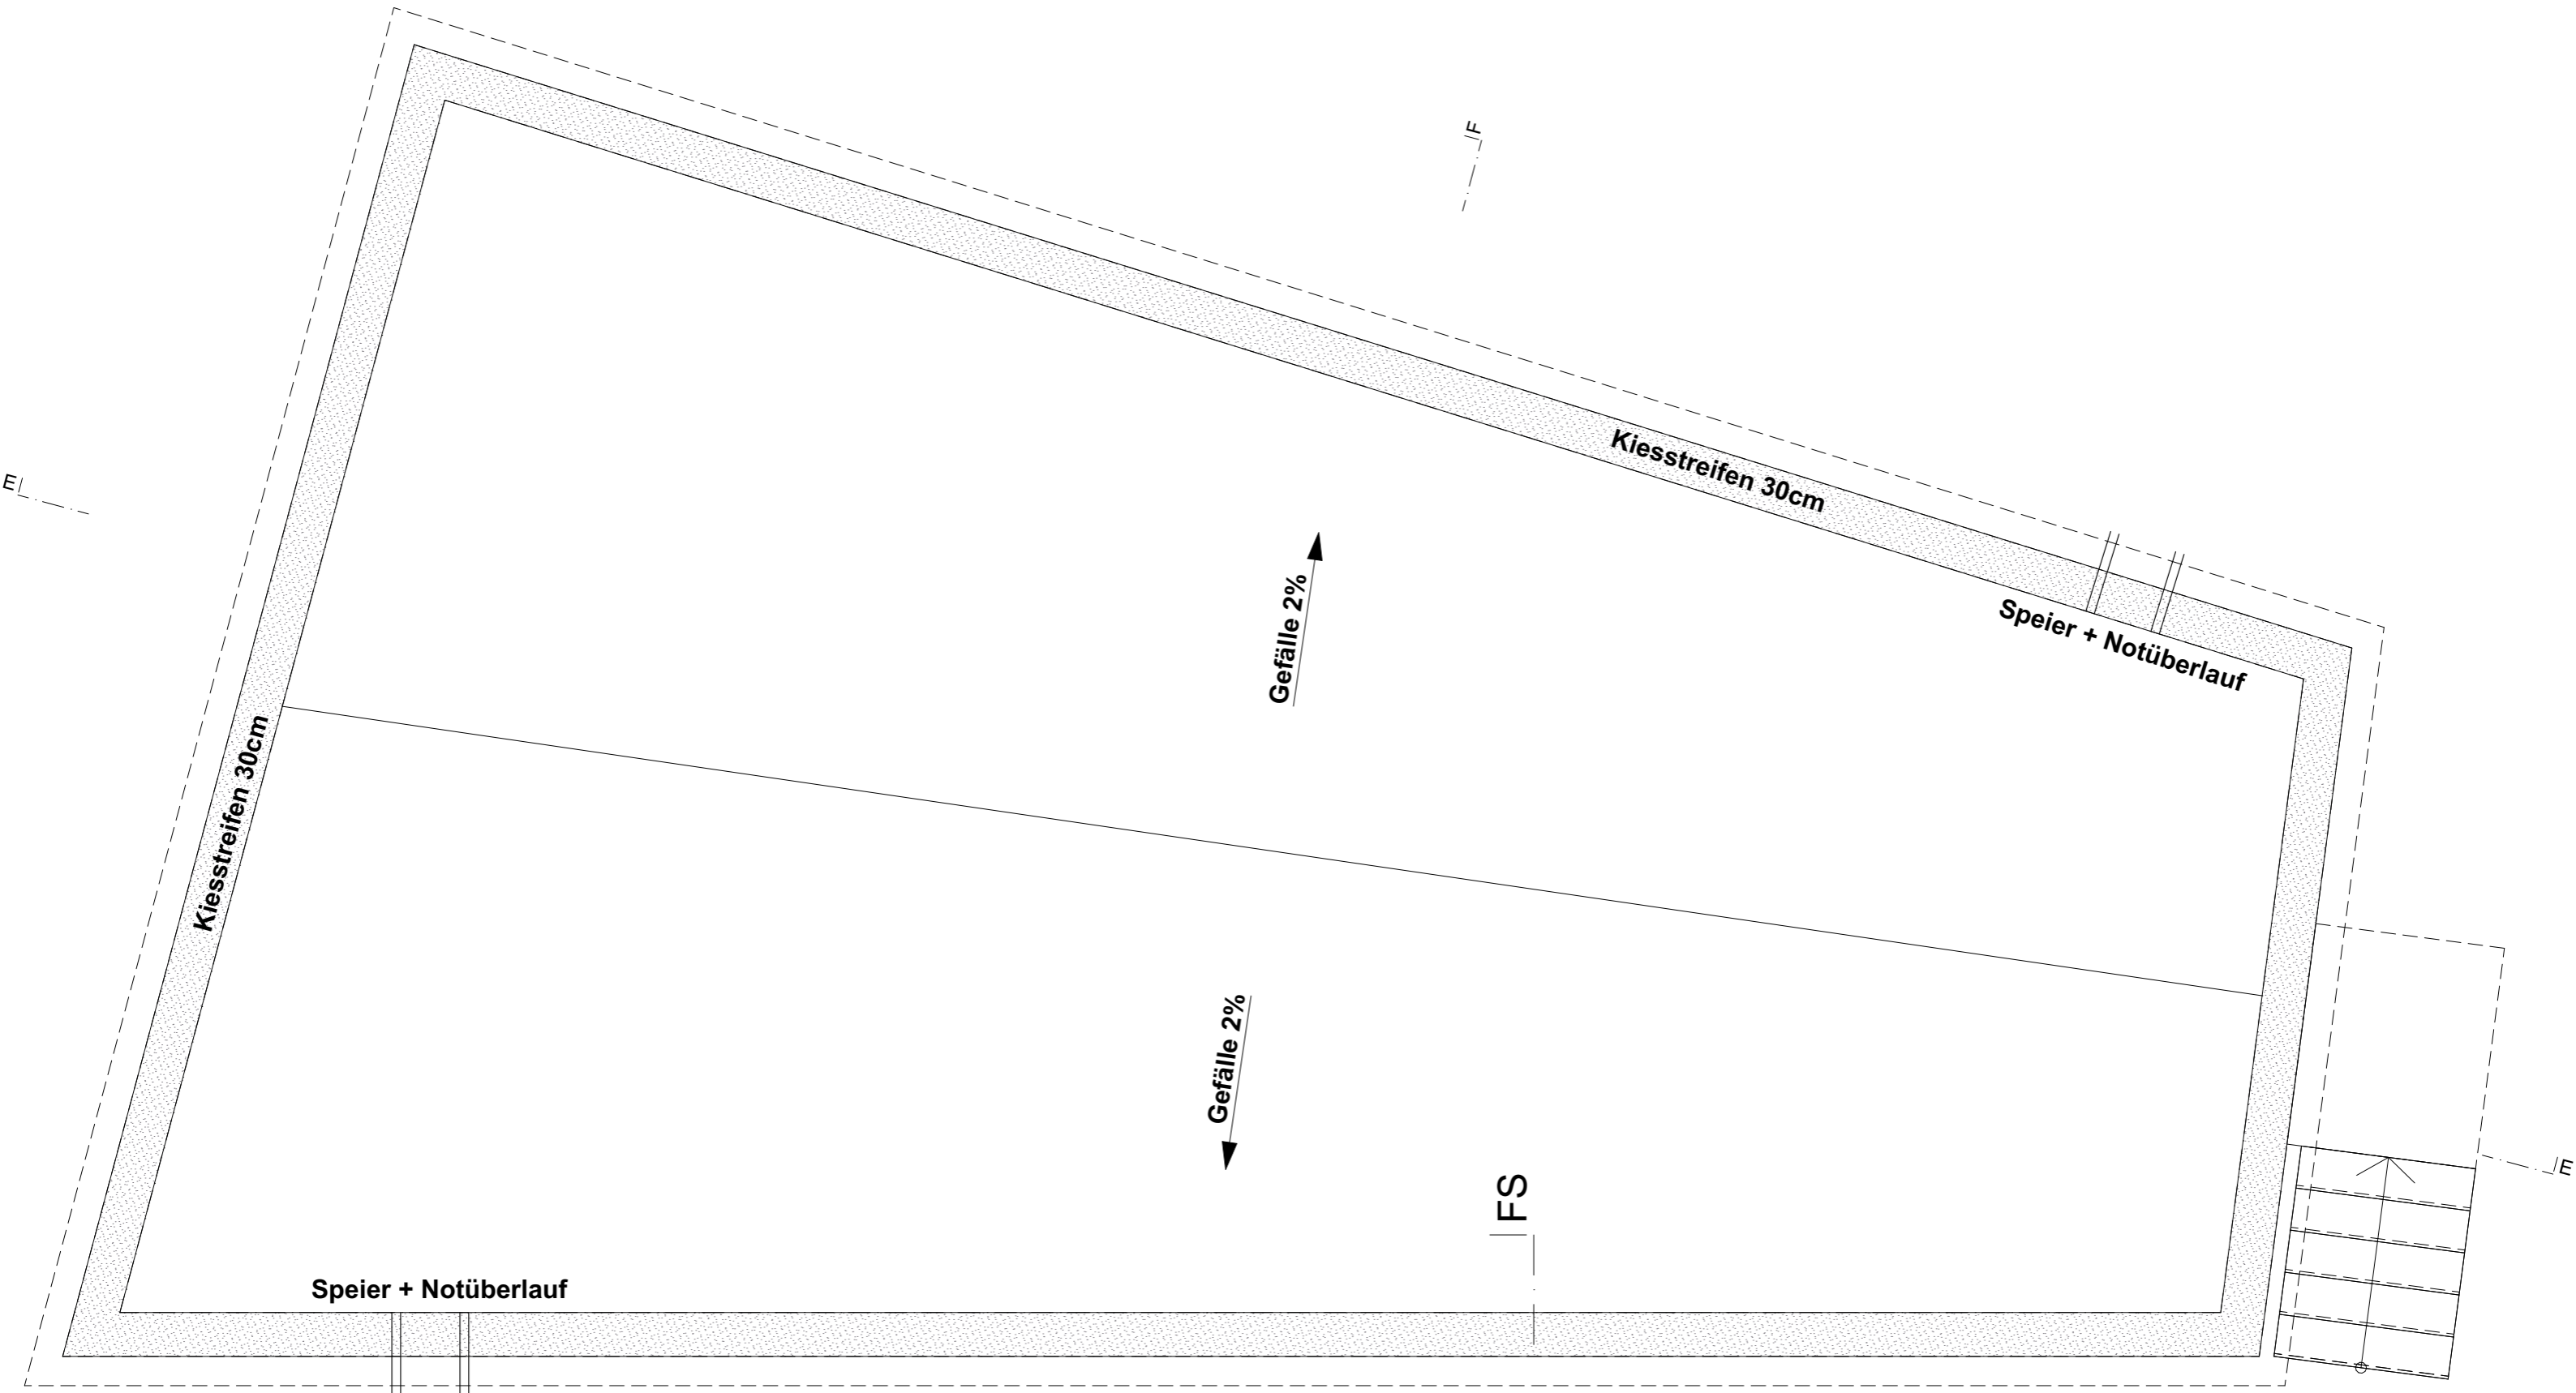 F
Kiesstreifen 30cm
E
Gefälle 2%
Speier + Notüberlauf
Kiesstreifen 30cm
Gefälle 2%
E
FS
Speier + Notüberlauf